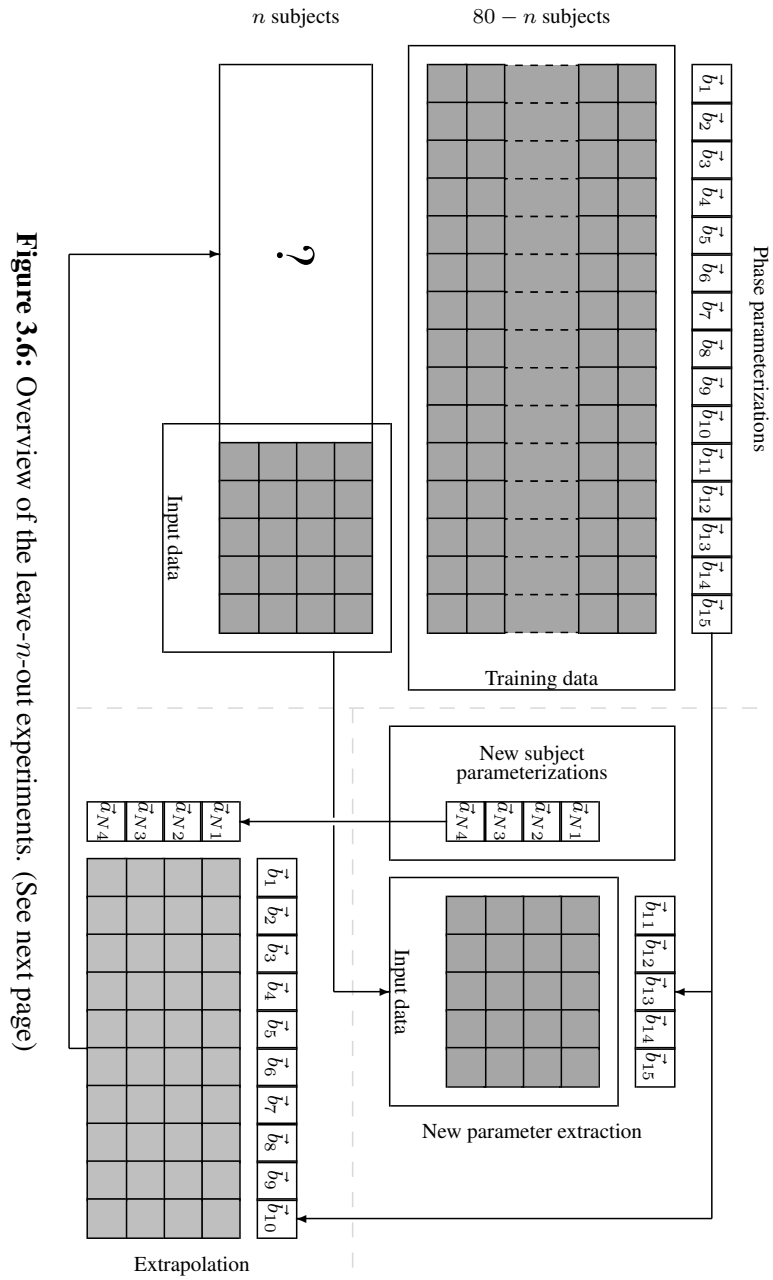 n subjects
80 − n subjects
Phase parameterizations
b⃗1 b⃗2 b⃗3 b⃗4 b⃗5 b⃗6 b⃗7 b⃗8 b⃗9 b⃗10 b⃗11 b⃗12 b⃗13 b⃗14 b⃗15
Training data
?
Input data
New subject
parameterizations
a⃗N1
a⃗N2
a⃗N3
a⃗N4
b⃗11 b⃗12 b⃗13 b⃗14 b⃗15
Input data
New parameter extraction
a⃗N1
a⃗N2
a⃗N3
a⃗N4
b⃗1 b⃗2 b⃗3 b⃗4 b⃗5 b⃗6 b⃗7 b⃗8 b⃗9 b⃗10
Extrapolation
Figure 3.6: Overview of the leave-n-out experiments. (See next page)